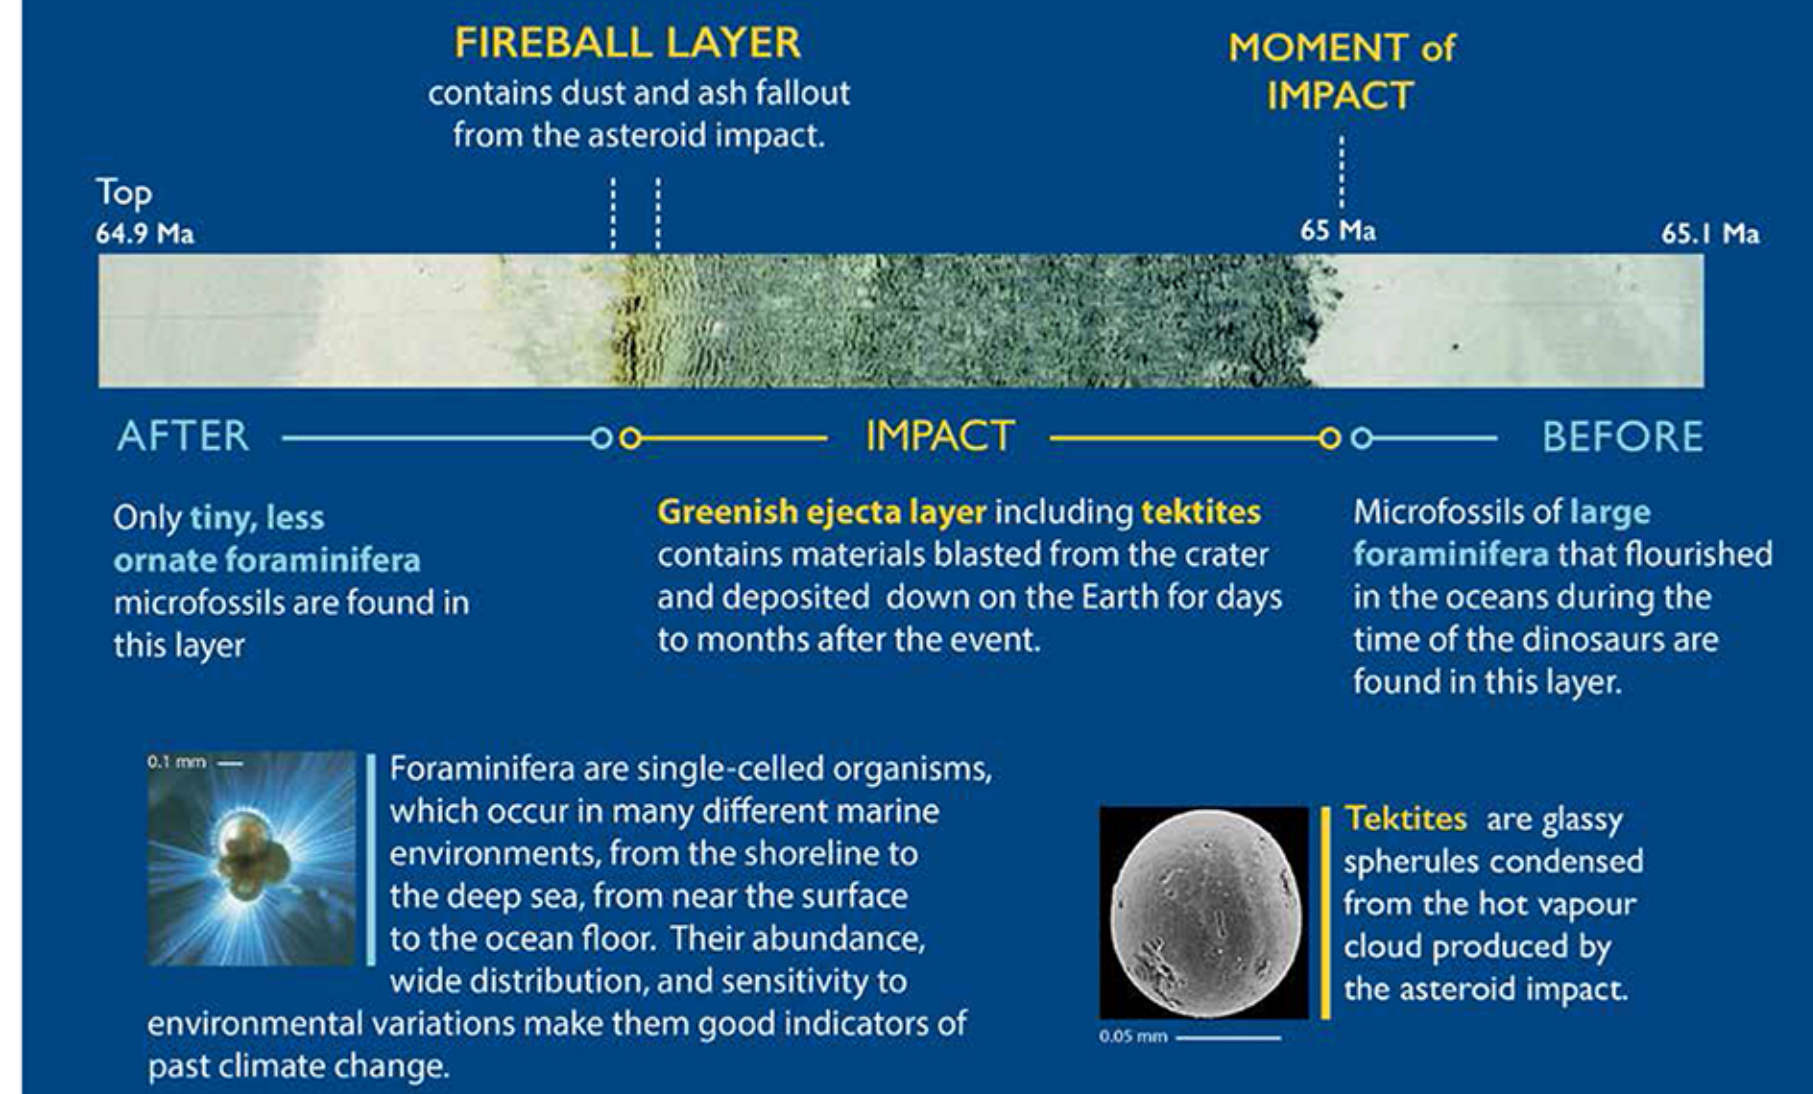 FIREBALL LAYER
contains dust and ash fallout
from the asteroid impact.
MOMENT of
IMPACT
Top
64.9 Ma
65 Ma
65.1 Ma
AFTER
IMPACT
BEFORE
Only tiny, less
ornate foraminifera
microfossils are found in
this layer
Greenish ejecta layer including tektites
contains materials blasted from the crater
and deposited down on the Earth for days
to months after the event.
Microfossils of large
foraminifera that flourished
in the oceans during the
time of the dinosaurs are
found in this layer.
0.1 mm
Foraminifera are single-celled organisms,
which occur in many different marine
environments, from the shoreline to
the deep sea, from near the surface
to the ocean floor. Their abundance,
wide distribution, and sensitivity to
environmental variations make them good indicators of
past climate change.
0.05 mm
Tektites are glassy
spherules condensed
from the hot vapour
cloud produced by
the asteroid impact.